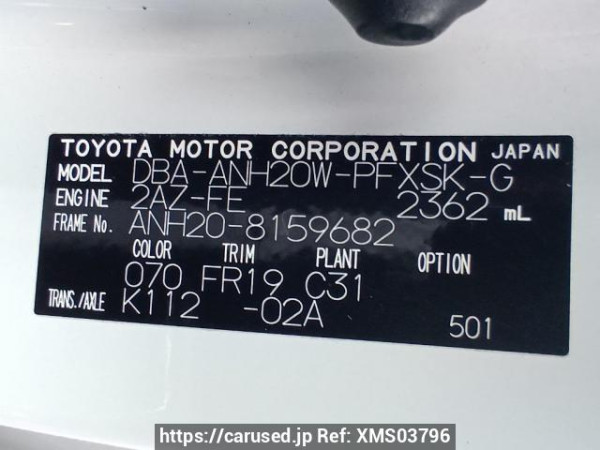 TOYOTA MOTOR CORPORATION JAPAN
MODEL DBA-ANH20W-PFXSK-G
ENGINE 2AZ-FE 2362 mL
FRAME No. ANH20-8159682
COLOR TRIM PLANT OPTION
070 FR19 C31
TRANS./AXLE K112 -02A
501
https://carused.jp Ref: XMS03796